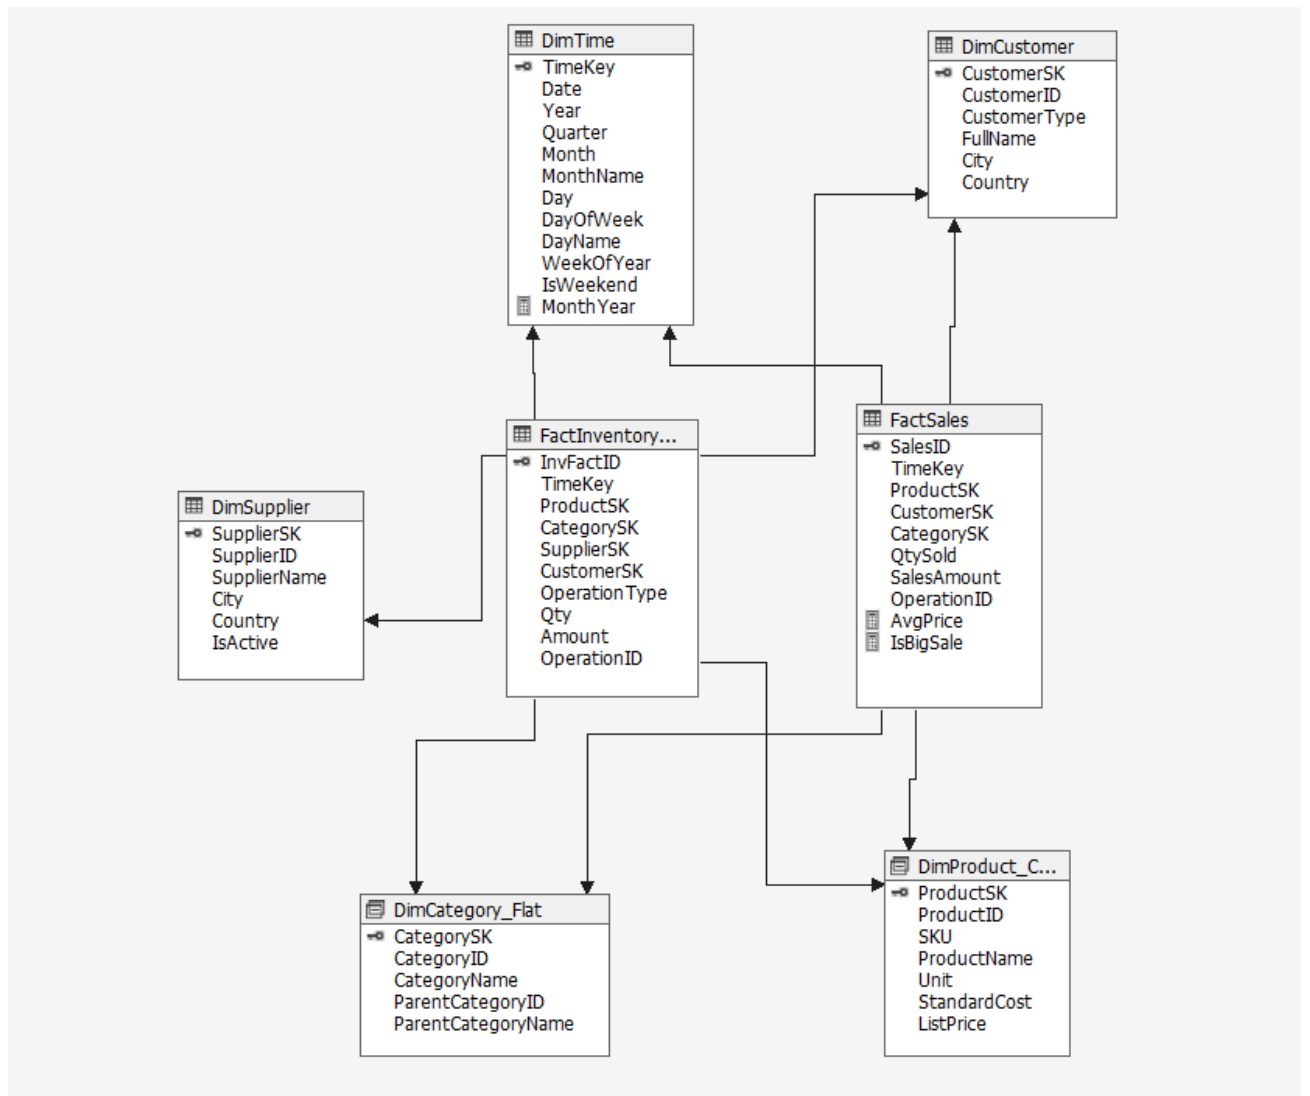 DimTime
TimeKey
Date
Year
Quarter
Month
MonthName
Day
DayOfWeek
DayName
WeekOfYear
IsWeekend
MonthYear
DimCustomer
CustomerSK
CustomerID
CustomerType
FullName
City
Country
FactInventory...
InvFactID
TimeKey
ProductSK
CategorySK
SupplierSK
CustomerSK
OperationType
Qty
Amount
OperationID
FactSales
SalesID
TimeKey
ProductSK
CustomerSK
CategorySK
QtySold
SalesAmount
OperationID
AvgPrice
IsBigSale
DimSupplier
SupplierSK
SupplierID
SupplierName
City
Country
IsActive
DimCategory_Flat
CategorySK
CategoryID
CategoryName
ParentCategoryID
ParentCategoryName
DimProduct_C...
ProductSK
ProductID
SKU
ProductName
Unit
StandardCost
ListPrice